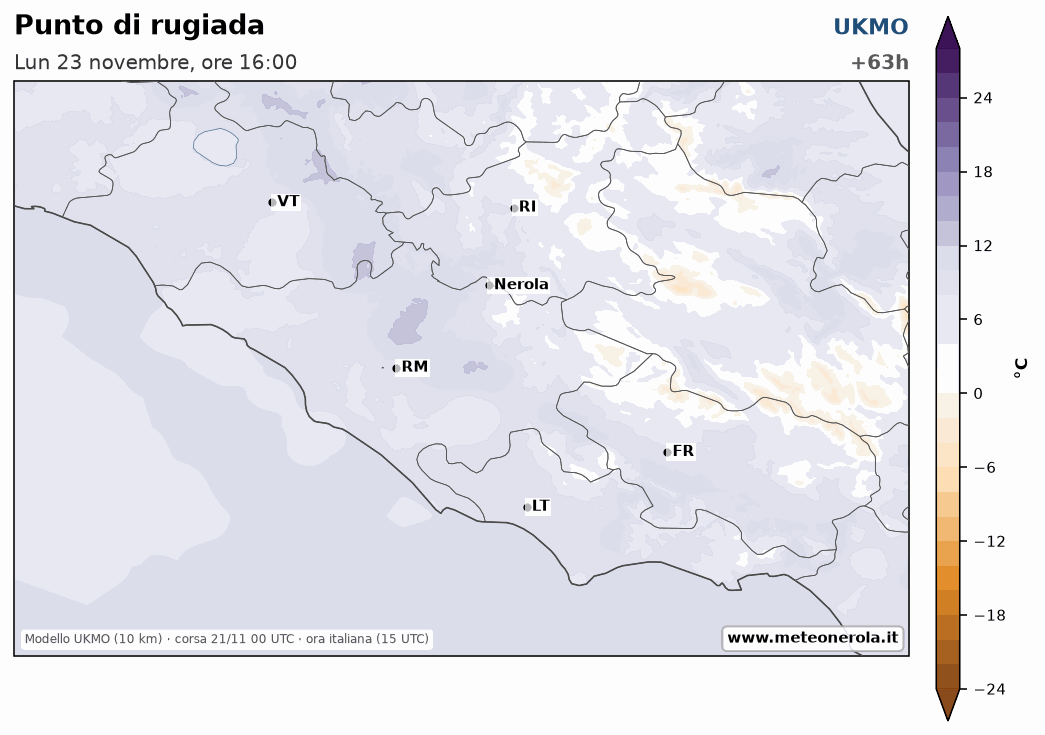 Punto di rugiada
UKMO
Lun 23 novembre, ore 16:00
+63h
VT
RI
Nerola
RM
FR
LT
24
18
12
6
0
−6
−12
−18
−24
°C
Modello UKMO (10 km) · corsa 21/11 00 UTC · ora italiana (15 UTC)
www.meteonerola.it